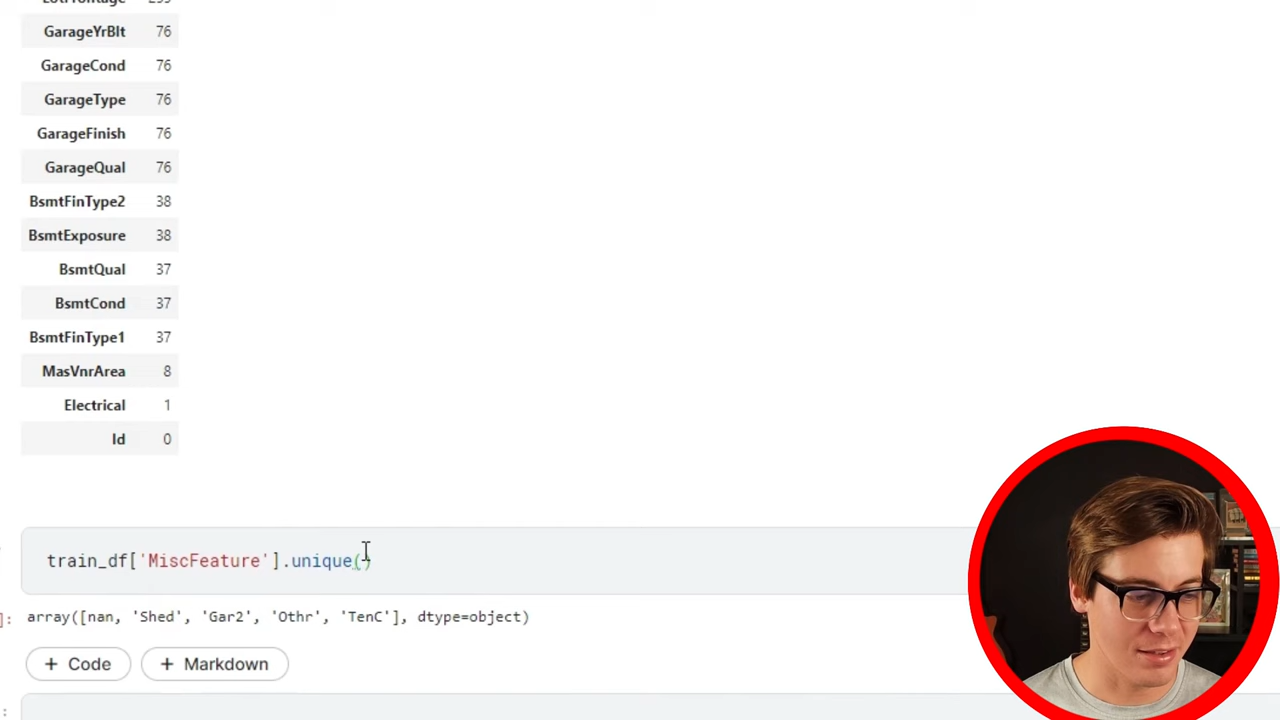 GarageYrBlt 76
GarageCond 76
GarageType 76
GarageFinish 76
GarageQual 76
BsmtFinType2 38
BsmtExposure 38
BsmtQual 37
BsmtCond 37
BsmtFinType1 37
MasVnrArea 8
Electrical 1
Id 0
train_df['MiscFeature'].unique()
]: array([nan, 'Shed', 'Gar2', 'Othr', 'TenC'], dtype=object)
+ Code + Markdown
: